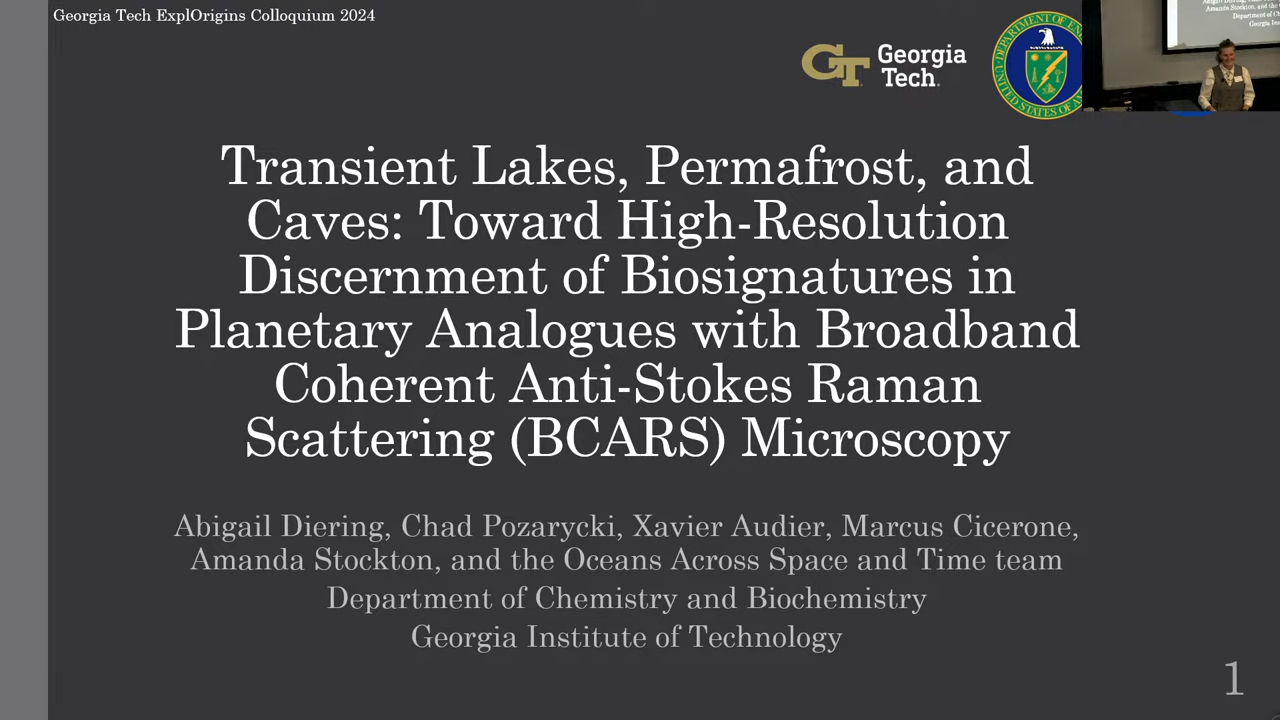 Georgia Tech ExplOrigins Colloquium 2024
GT Georgia
Tech.
Transient Lakes, Permafrost, and
Caves: Toward High-Resolution
Discernment of Biosignatures in
Planetary Analogues with Broadband
Coherent Anti-Stokes Raman
Scattering (BCARS) Microscopy
Abigail Diering, Chad Pozarycki, Xavier Audier, Marcus Cicerone,
Amanda Stockton, and the Oceans Across Space and Time team
Department of Chemistry and Biochemistry
Georgia Institute of Technology
1